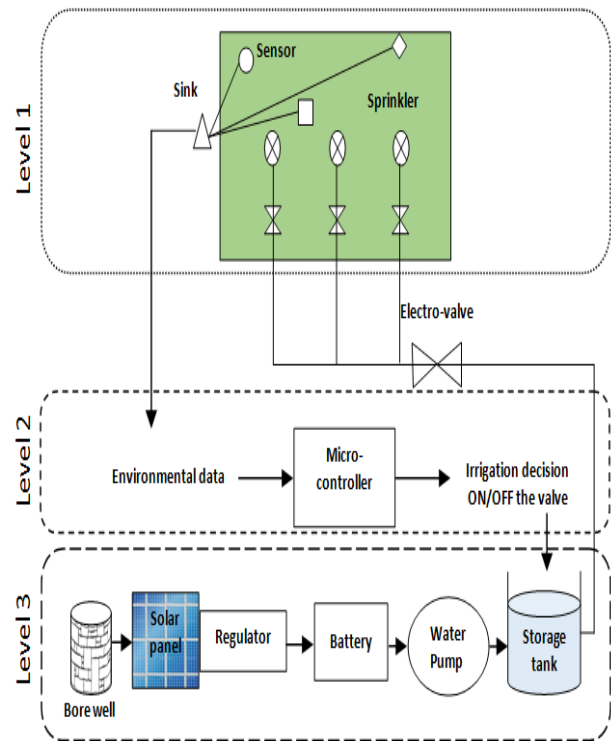 Level 1
Sensor
Sink
Sprinkler
Electro-valve
Level 2
Environmental data
Micro-
controller
Irrigation decision
ON/OFF the valve
Level 3
Bore well
Solar
panel
Regulator
Battery
Water
Pump
Storage
tank